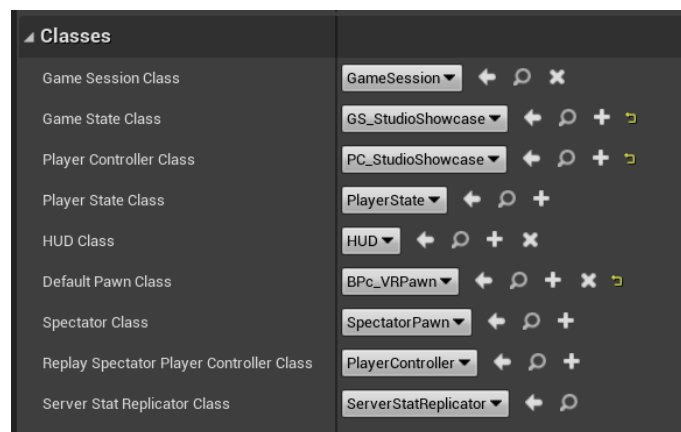 Classes
Game Session Class GameSession
Game State Class GS_StudioShowcase
Player Controller Class PC_StudioShowcase
Player State Class PlayerState
HUD Class HUD
Default Pawn Class BPc_VRPawn
Spectator Class SpectatorPawn
Replay Spectator Player Controller Class PlayerController
Server Stat Replicator Class ServerStatReplicator